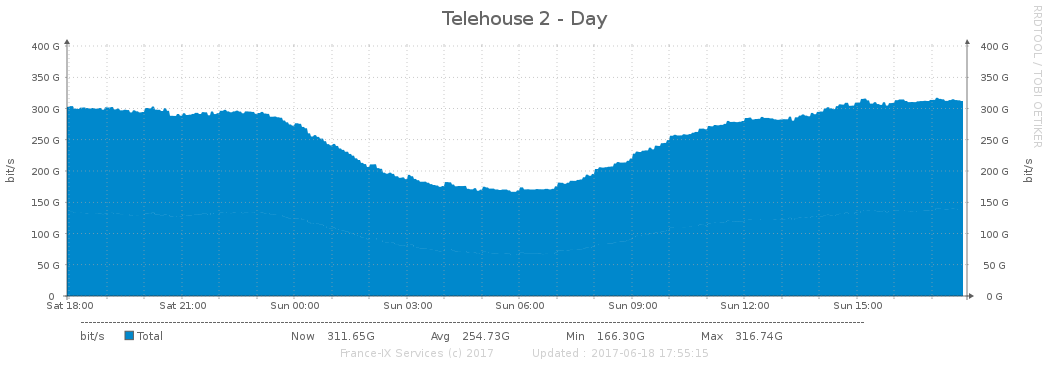 Telehouse 2 - Day
RRDTOOL / TOBI OETIKER
400 G 400 G
350 G 350 G
300 G 300 G
250 G 250 G
200 G 200 G
150 G 150 G
100 G 100 G
50 G 50 G
0 0 G
bit/s bit/s
Sat 18:00 Sat 21:00 Sun 00:00 Sun 03:00 Sun 06:00 Sun 09:00 Sun 12:00 Sun 15:00
bit/s Total Now 311.65G Avg 254.73G Min 166.30G Max 316.74G
France-IX Services (c) 2017 Updated : 2017-06-18 17:55:15